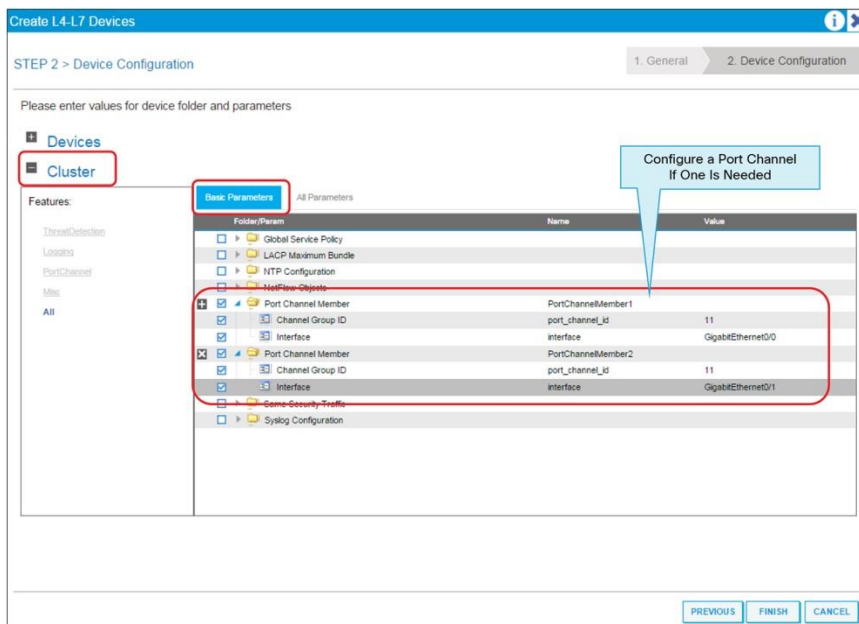 Create L4-L7 Devices
STEP 2 > Device Configuration
1. General
2. Device Configuration
Please enter values for device folder and parameters
Devices
Cluster
Configure a Port Channel
If One Is Needed
Features:
ThreatDetection
Logging
PortChannel
Misc
All
Basic Parameters
All Parameters
Folder/Param Name Value
Global Service Policy
LACP Maximum Bundle
NTP Configuration
NetFlow Objects
Port Channel Member PortChannelMember1
Channel Group ID port_channel_id 11
Interface interface GigabitEthernet0/0
Port Channel Member PortChannelMember2
Channel Group ID port_channel_id 11
Interface interface GigabitEthernet0/1
Same Security Traffic
Syslog Configuration
PREVIOUS
FINISH
CANCEL